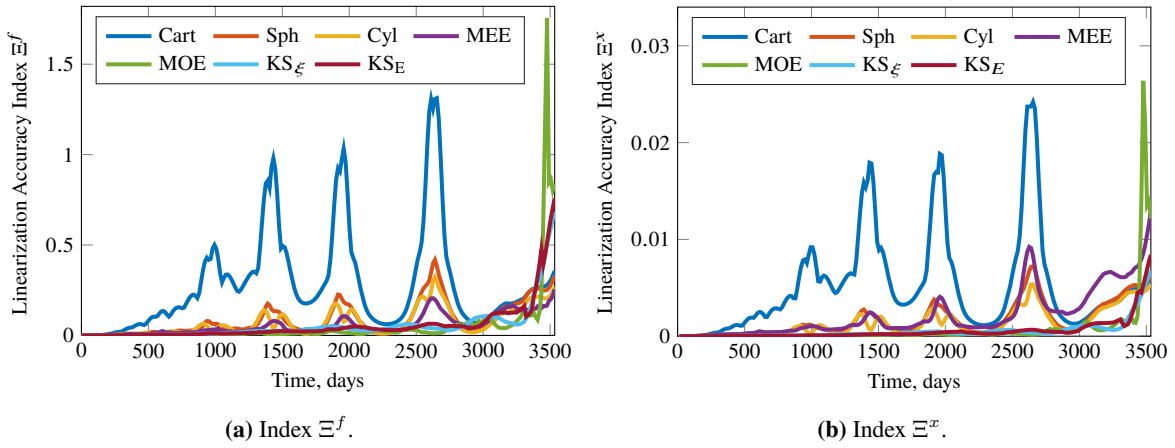 Linearization Accuracy Index Ξ^f
1.5
1
0.5
0
Cart Sph Cyl MEE
MOE KS_ξ KS_E
0 500 1000 1500 2000 2500 3000 3500
Time, days
(a) Index Ξ^f.
Linearization Accuracy Index Ξ^x
0.03
0.02
0.01
0
Cart Sph Cyl MEE
MOE KS_ξ KS_E
0 500 1000 1500 2000 2500 3000 3500
Time, days
(b) Index Ξ^x.